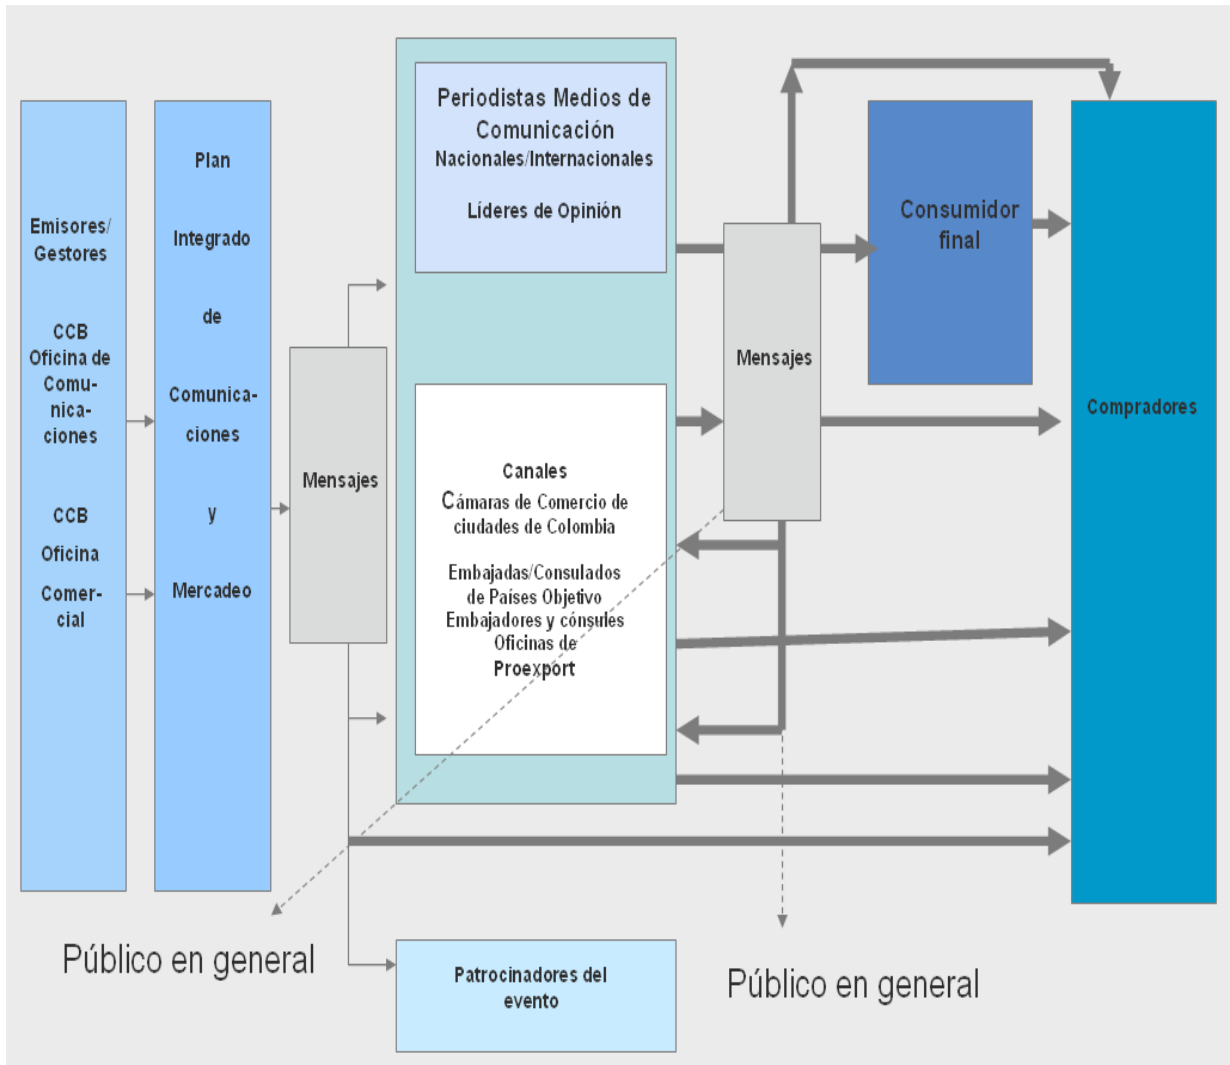 Emisores/
Gestores
CCB
Oficina de
Comu-
nica-
ciones
CCB
Oficina
Comer-
cial
Plan
Integrado
de
Comunica-
ciones
y
Mercadeo
Mensajes
Periodistas Medios de
Comunicación
Nacionales/Internacionales
Líderes de Opinión
Canales
Cámaras de Comercio de
ciudades de Colombia
Embajadas/Consulados
de Países Objetivo
Embajadores y cónsules
Oficinas de
Proexport
Mensajes
Consumidor
final
Compradores
Público en general
Patrocinadores del
evento
Público en general